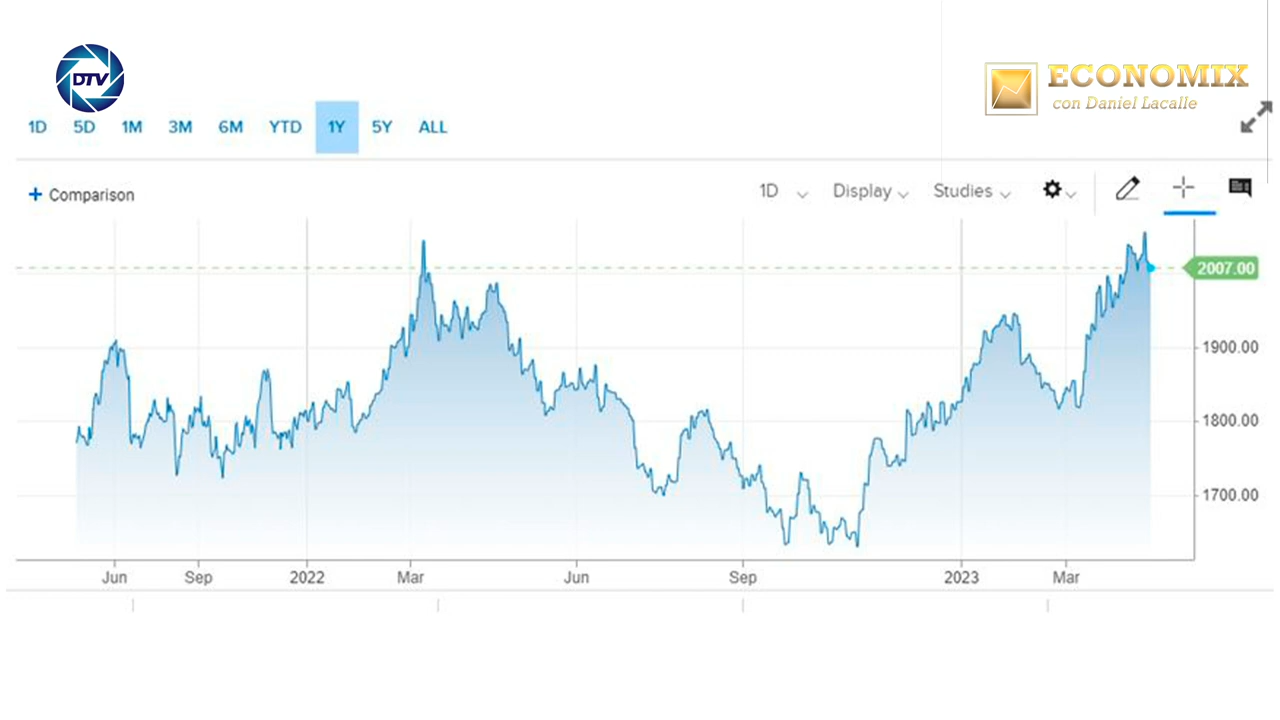 DTV
ECONOMIX
con Daniel Lacalle
1D 5D 1M 3M 6M YTD 1Y 5Y ALL
+ Comparison 1D Display Studies
2007.00
1900.00
1800.00
1700.00
Jun Sep 2022 Mar Jun Sep 2023 Mar